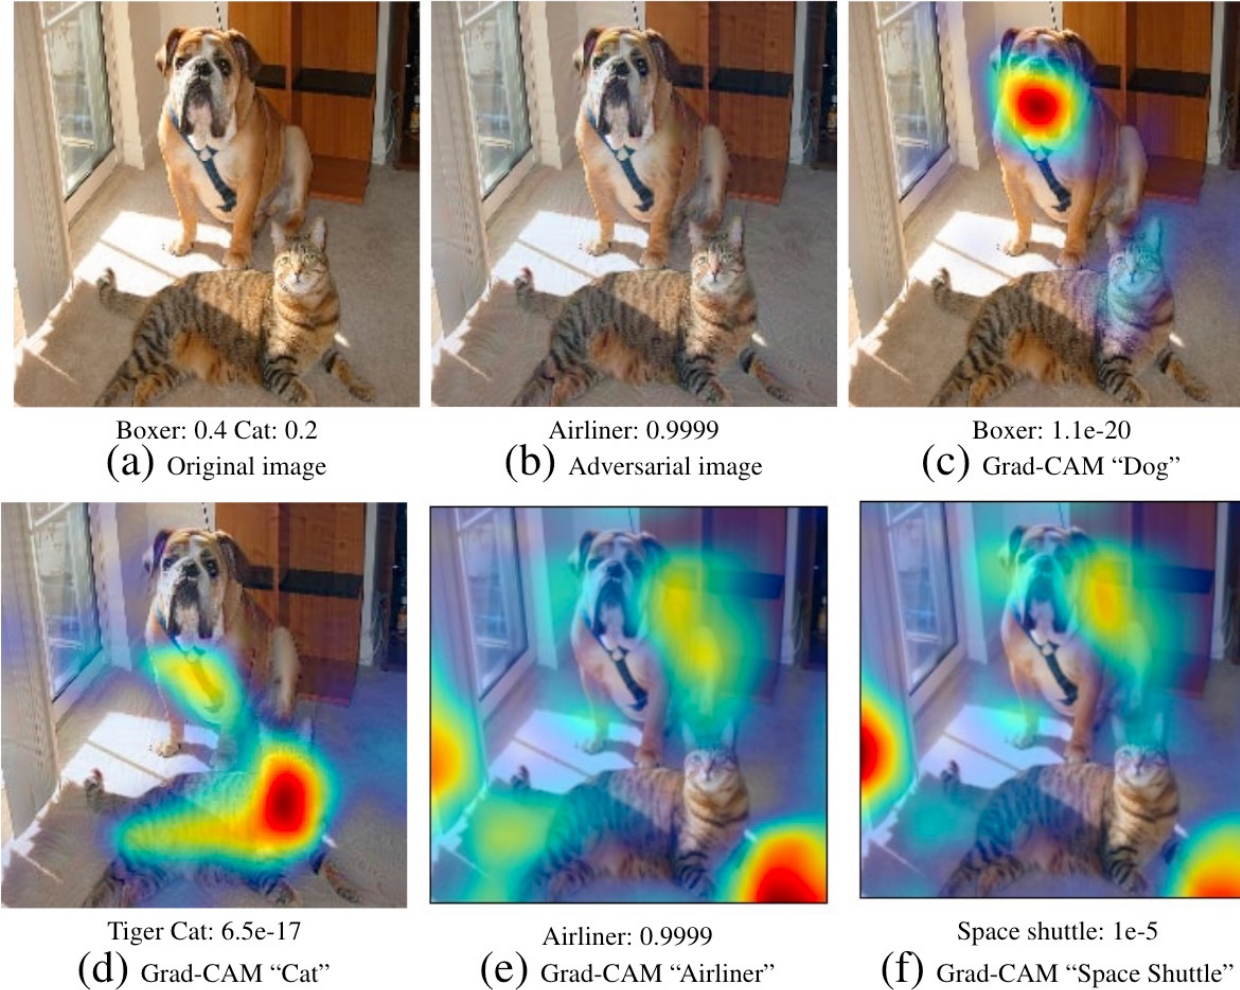 Boxer: 0.4 Cat: 0.2
(a) Original image
Airliner: 0.9999
(b) Adversarial image
Boxer: 1.1e-20
(c) Grad-CAM “Dog”
Tiger Cat: 6.5e-17
(d) Grad-CAM “Cat”
Airliner: 0.9999
(e) Grad-CAM “Airliner”
Space shuttle: 1e-5
(f) Grad-CAM “Space Shuttle”